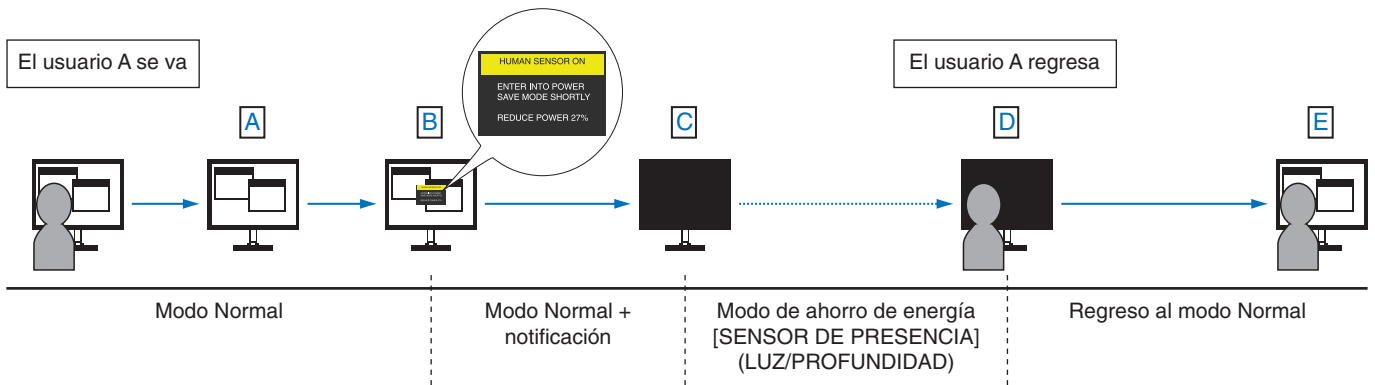 El usuario A se va
HUMAN SENSOR ON
ENTER INTO POWER
SAVE MODE SHORTLY
REDUCE POWER 27%
El usuario A regresa
A
B
C
D
E
Modo Normal
Modo Normal +
notificación
Modo de ahorro de energía
[SENSOR DE PRESENCIA]
(LUZ/PROFUNDIDAD)
Regreso al modo Normal